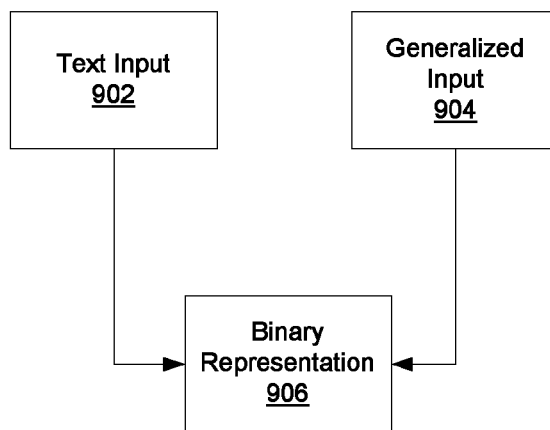 Text Input
902
Generalized
Input
904
Binary
Representation
906